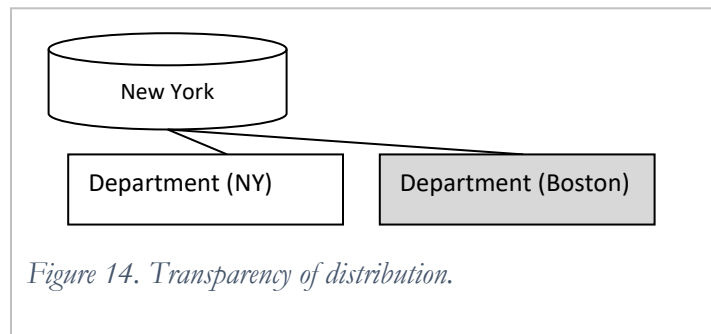 New York
Department (NY)
Department (Boston)
Figure 14. Transparency of distribution.